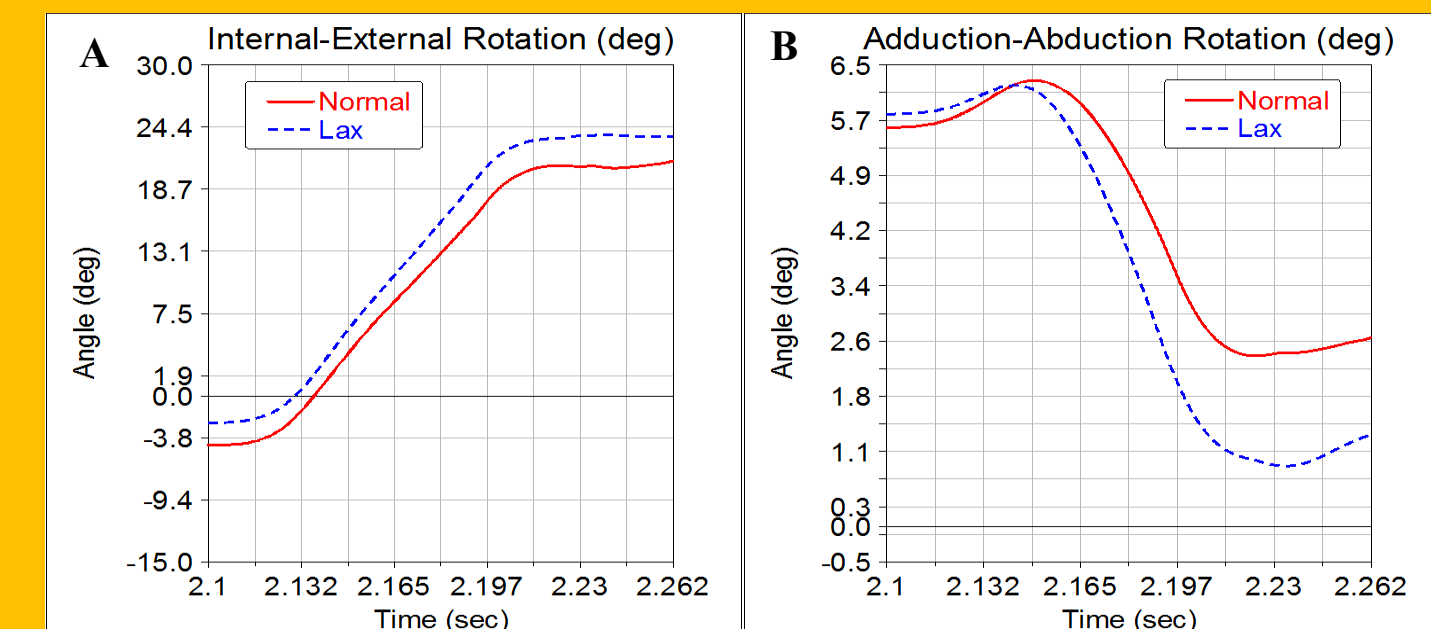 A
Internal-External Rotation (deg)
30.0
24.4
18.7
13.1
7.5
1.9
0.0
-3.8
-9.4
-15.0
Angle (deg)
Normal
Lax
2.1 2.132 2.165 2.197 2.23 2.262
Time (sec)
B
Adduction-Abduction Rotation (deg)
6.5
5.7
4.9
4.2
3.4
2.6
1.8
1.1
0.3
0.0
-0.5
Angle (deg)
Normal
Lax
2.1 2.132 2.165 2.197 2.23 2.262
Time (sec)